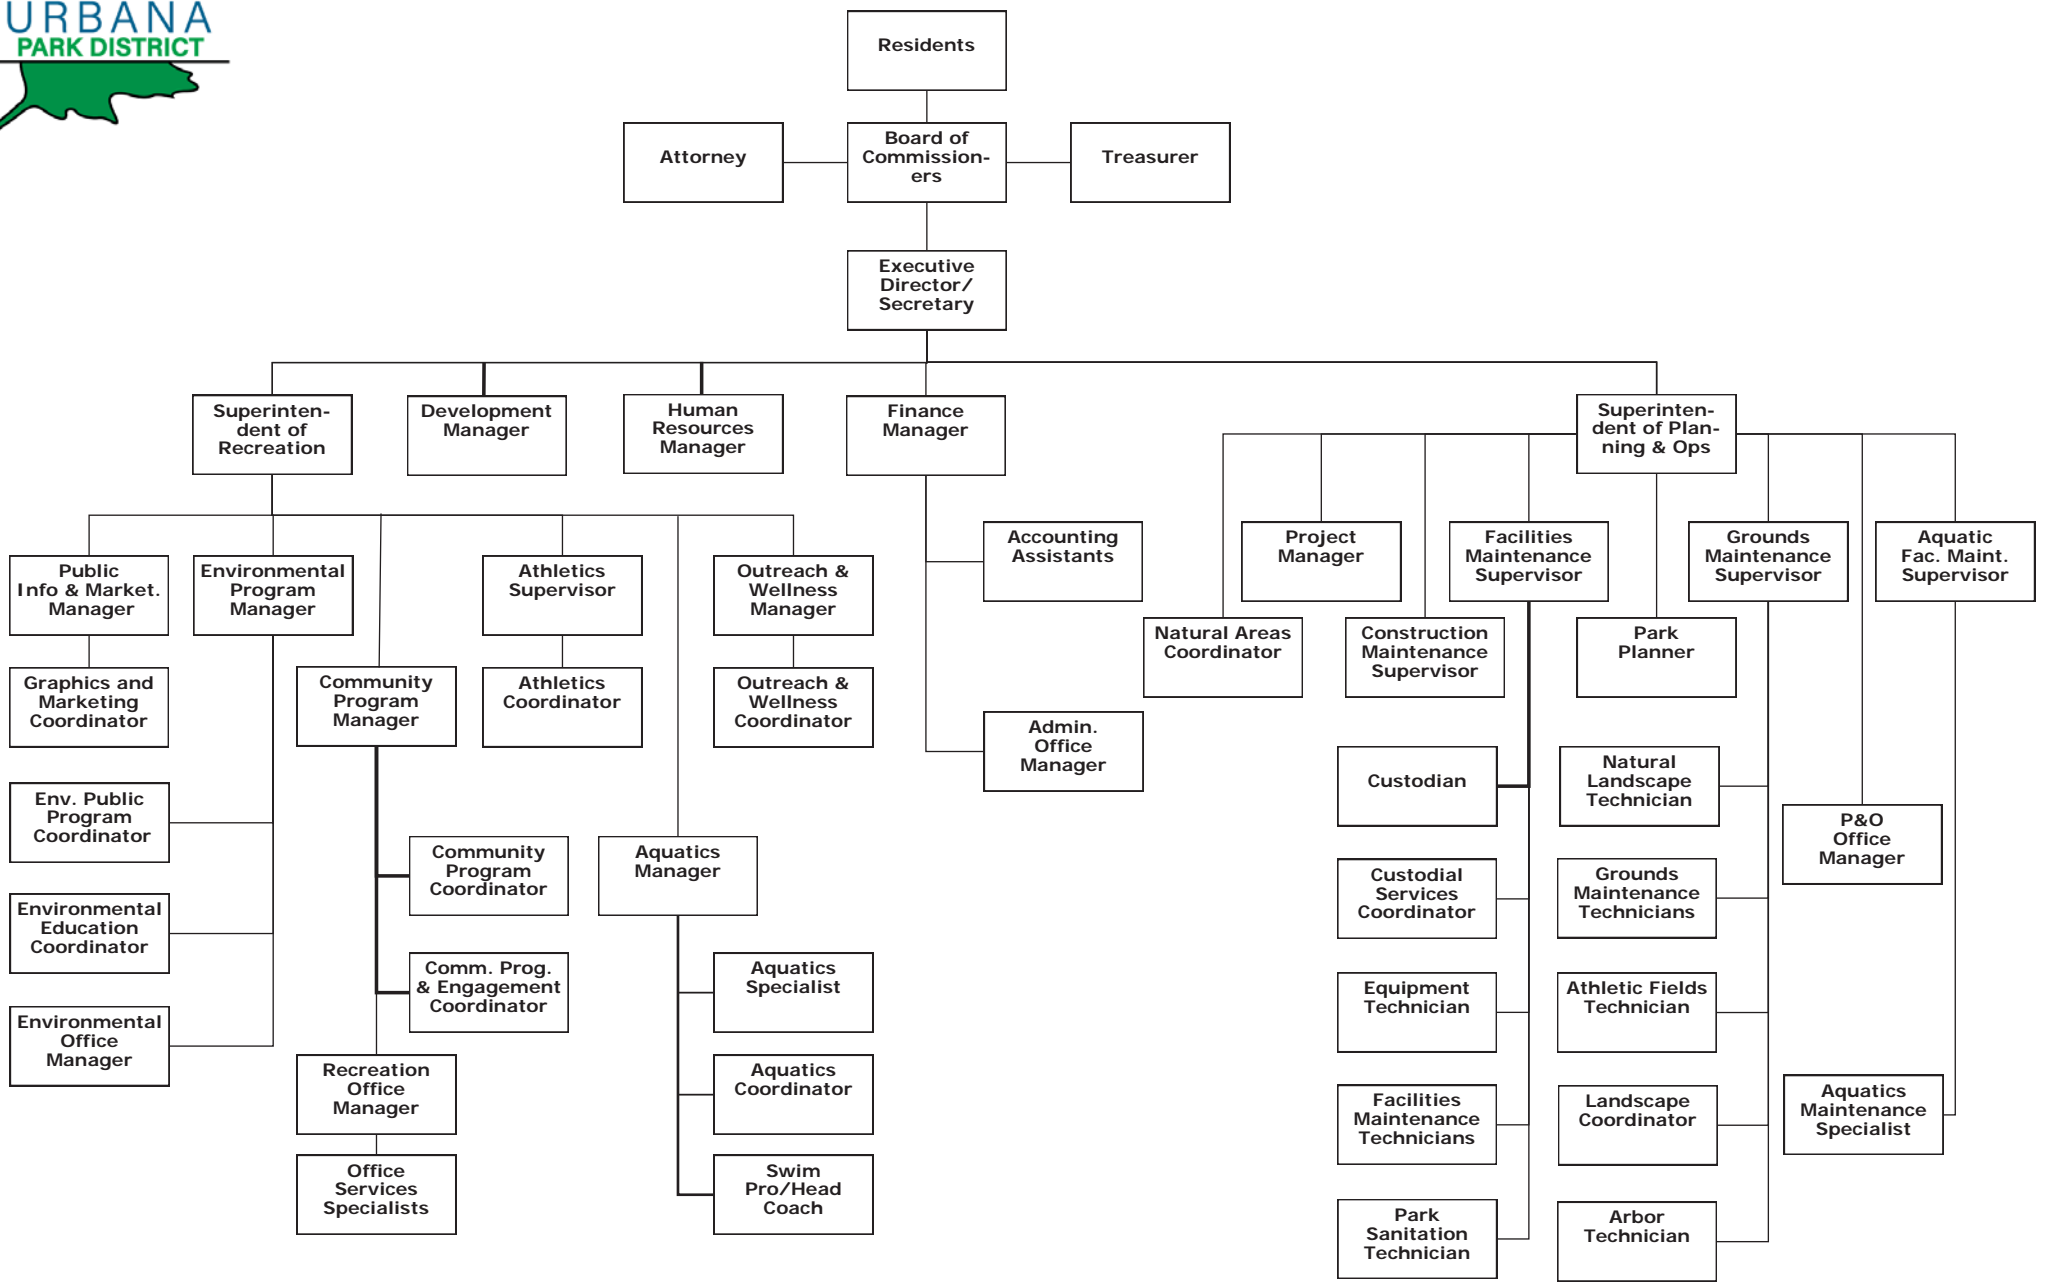 URBANA
PARK DISTRICT
Residents
Attorney
Board of
Commission-
ers
Treasurer
Executive
Director/
Secretary
Superinten-
dent of
Recreation
Development
Manager
Human
Resources
Manager
Finance
Manager
Superinten-
dent of Plan-
ning & Ops
Public
Info & Market.
Manager
Environmental
Program
Manager
Athletics
Supervisor
Outreach &
Wellness
Manager
Accounting
Assistants
Project
Manager
Facilities
Maintenance
Supervisor
Grounds
Maintenance
Supervisor
Aquatic
Fac. Maint.
Supervisor
Natural Areas
Coordinator
Construction
Maintenance
Supervisor
Park
Planner
Graphics and
Marketing
Coordinator
Community
Program
Manager
Athletics
Coordinator
Outreach &
Wellness
Coordinator
Admin.
Office
Manager
Custodian
Natural
Landscape
Technician
Env. Public
Program
Coordinator
Community
Program
Coordinator
Aquatics
Manager
P&O
Office
Manager
Custodial
Services
Coordinator
Grounds
Maintenance
Technicians
Environmental
Education
Coordinator
Comm. Prog.
& Engagement
Coordinator
Aquatics
Specialist
Equipment
Technician
Athletic Fields
Technician
Environmental
Office
Manager
Recreation
Office
Manager
Aquatics
Coordinator
Facilities
Maintenance
Technicians
Landscape
Coordinator
Aquatics
Maintenance
Specialist
Office
Services
Specialists
Swim
Pro/Head
Coach
Park
Sanitation
Technician
Arbor
Technician